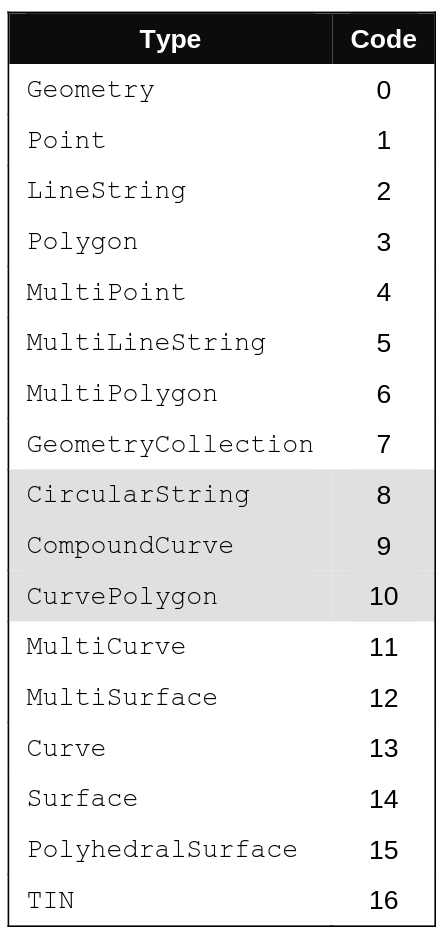 Type Code
Geometry 0
Point 1
LineString 2
Polygon 3
MultiPoint 4
MultiLineString 5
MultiPolygon 6
GeometryCollection 7
CircularString 8
CompoundCurve 9
CurvePolygon 10
MultiCurve 11
MultiSurface 12
Curve 13
Surface 14
PolyhedralSurface 15
TIN 16